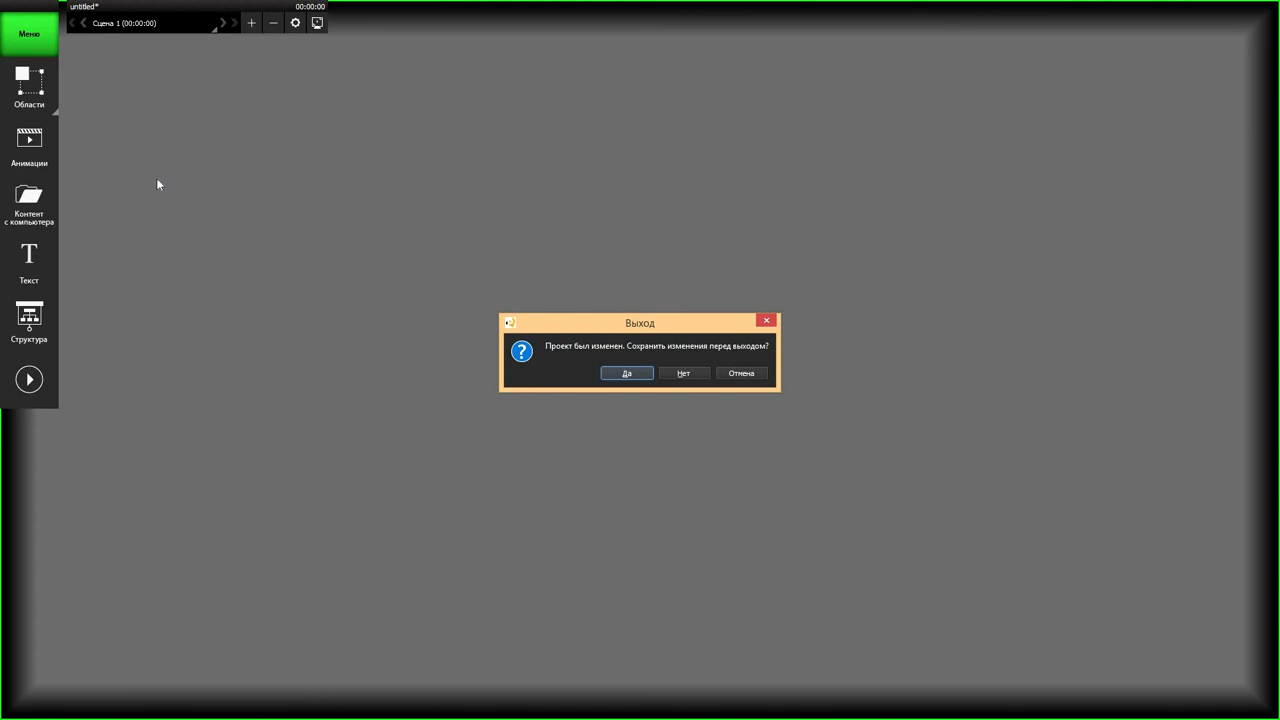 untitled* 00:00:00
Меню
Сцена 1 (00:00:00)
Области
Анимации
Контент
с компьютера
Текст
Структура
Выход
Проект был изменен. Сохранить изменения перед выходом?
Да Нет Отмена